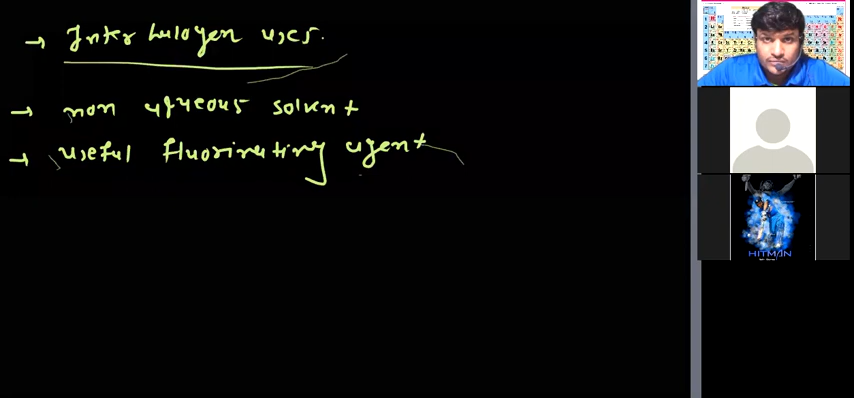 → Inter halogen uses.
→ non aqueous solvent
→ useful fluorinating agent
HITMAN